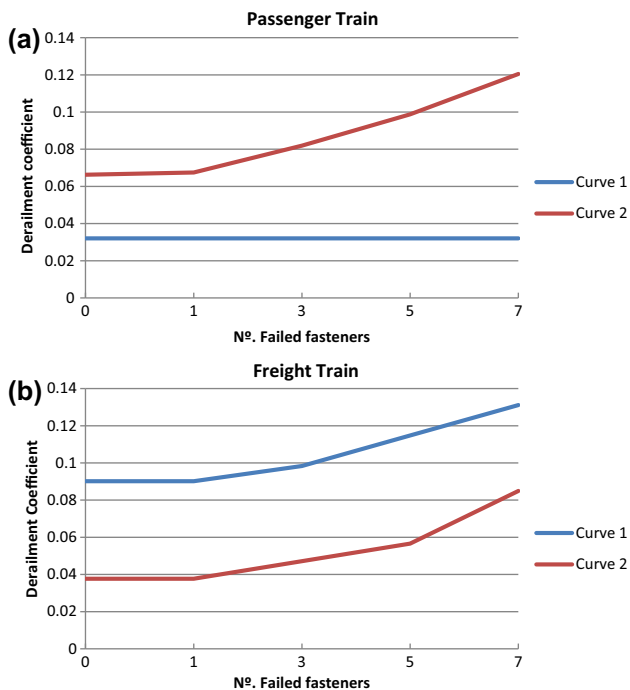 (a)
Passenger Train
0.14
0.12
0.1
0.08
0.06
0.04
0.02
0
Derailment coefficient
0 1 3 5 7
Nº. Failed fasteners
Curve 1
Curve 2
(b)
Freight Train
0.14
0.12
0.1
0.08
0.06
0.04
0.02
0
Derailment Coefficient
0 1 3 5 7
Nº. Failed fasteners
Curve 1
Curve 2